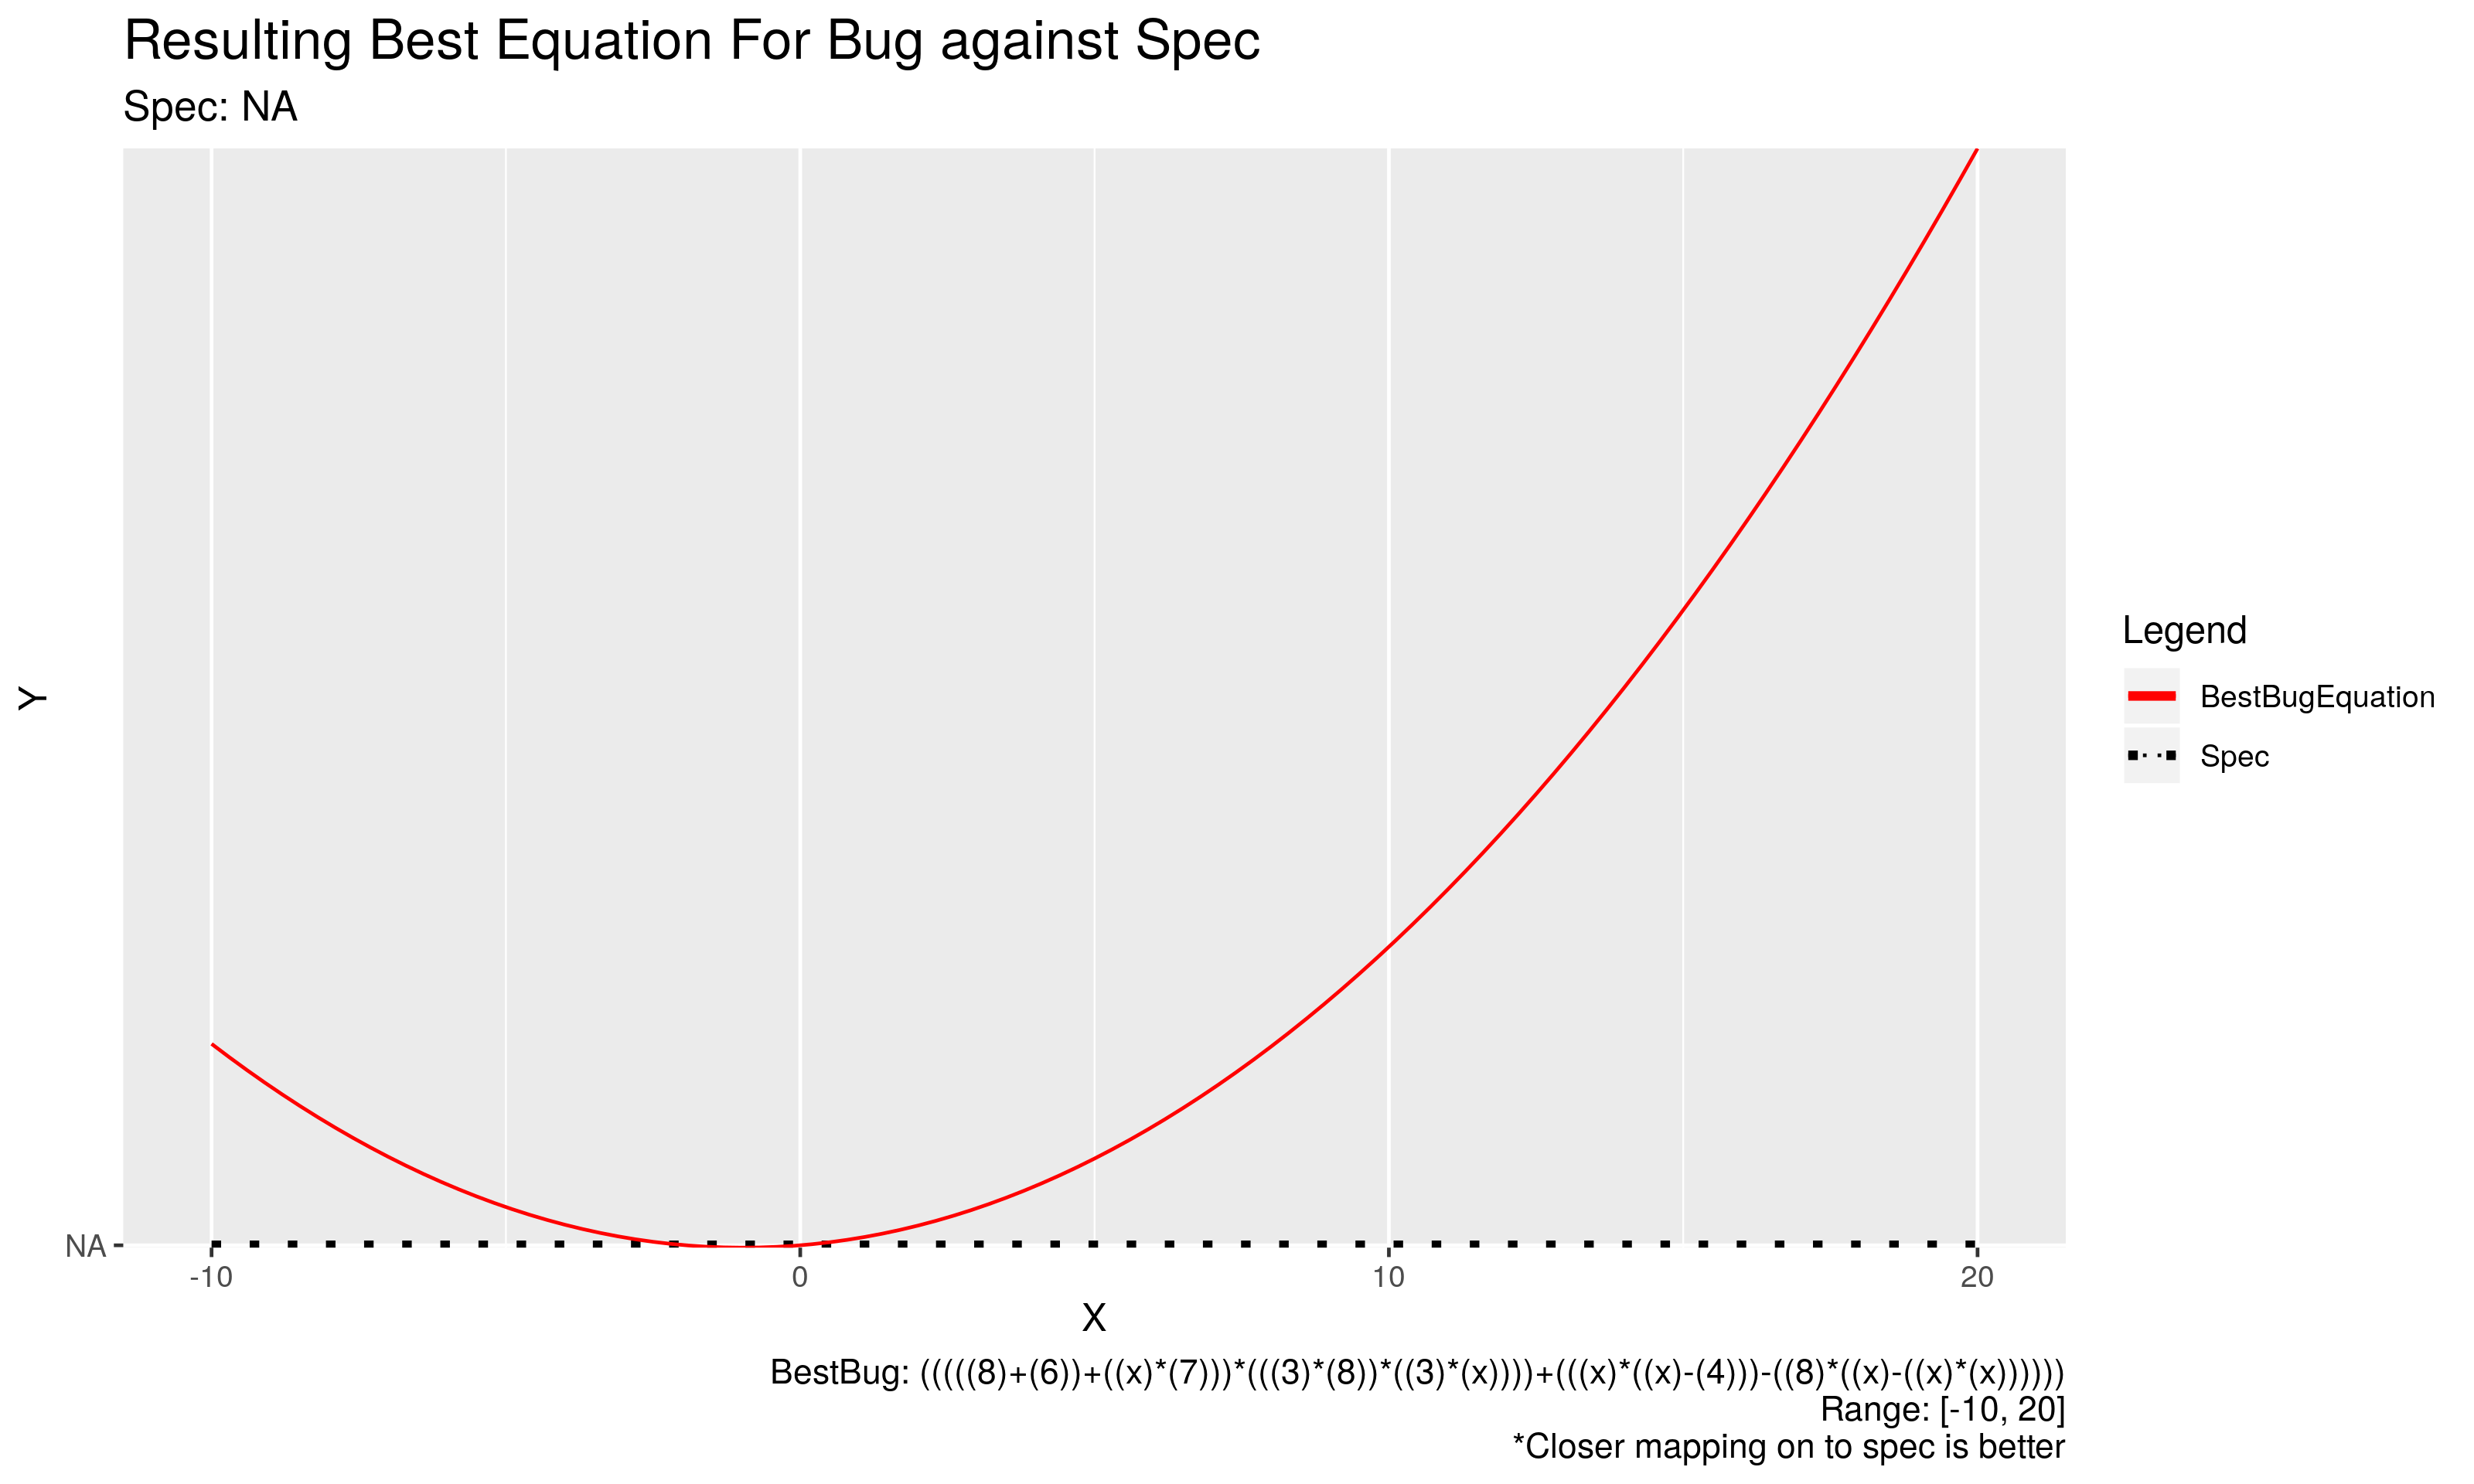 Resulting Best Equation For Bug against Spec
Spec: NA
Y
NA
-10
0
10
20
X
Legend
BestBugEquation
Spec
BestBug: (((((8)+(6))+((x)*(7)))*(((3)*(8))*((3)*(x))))+(((x)*((x)-(4)))-((8)*((x)-((x)*(x))))))
Range: [-10, 20]
*Closer mapping on to spec is better